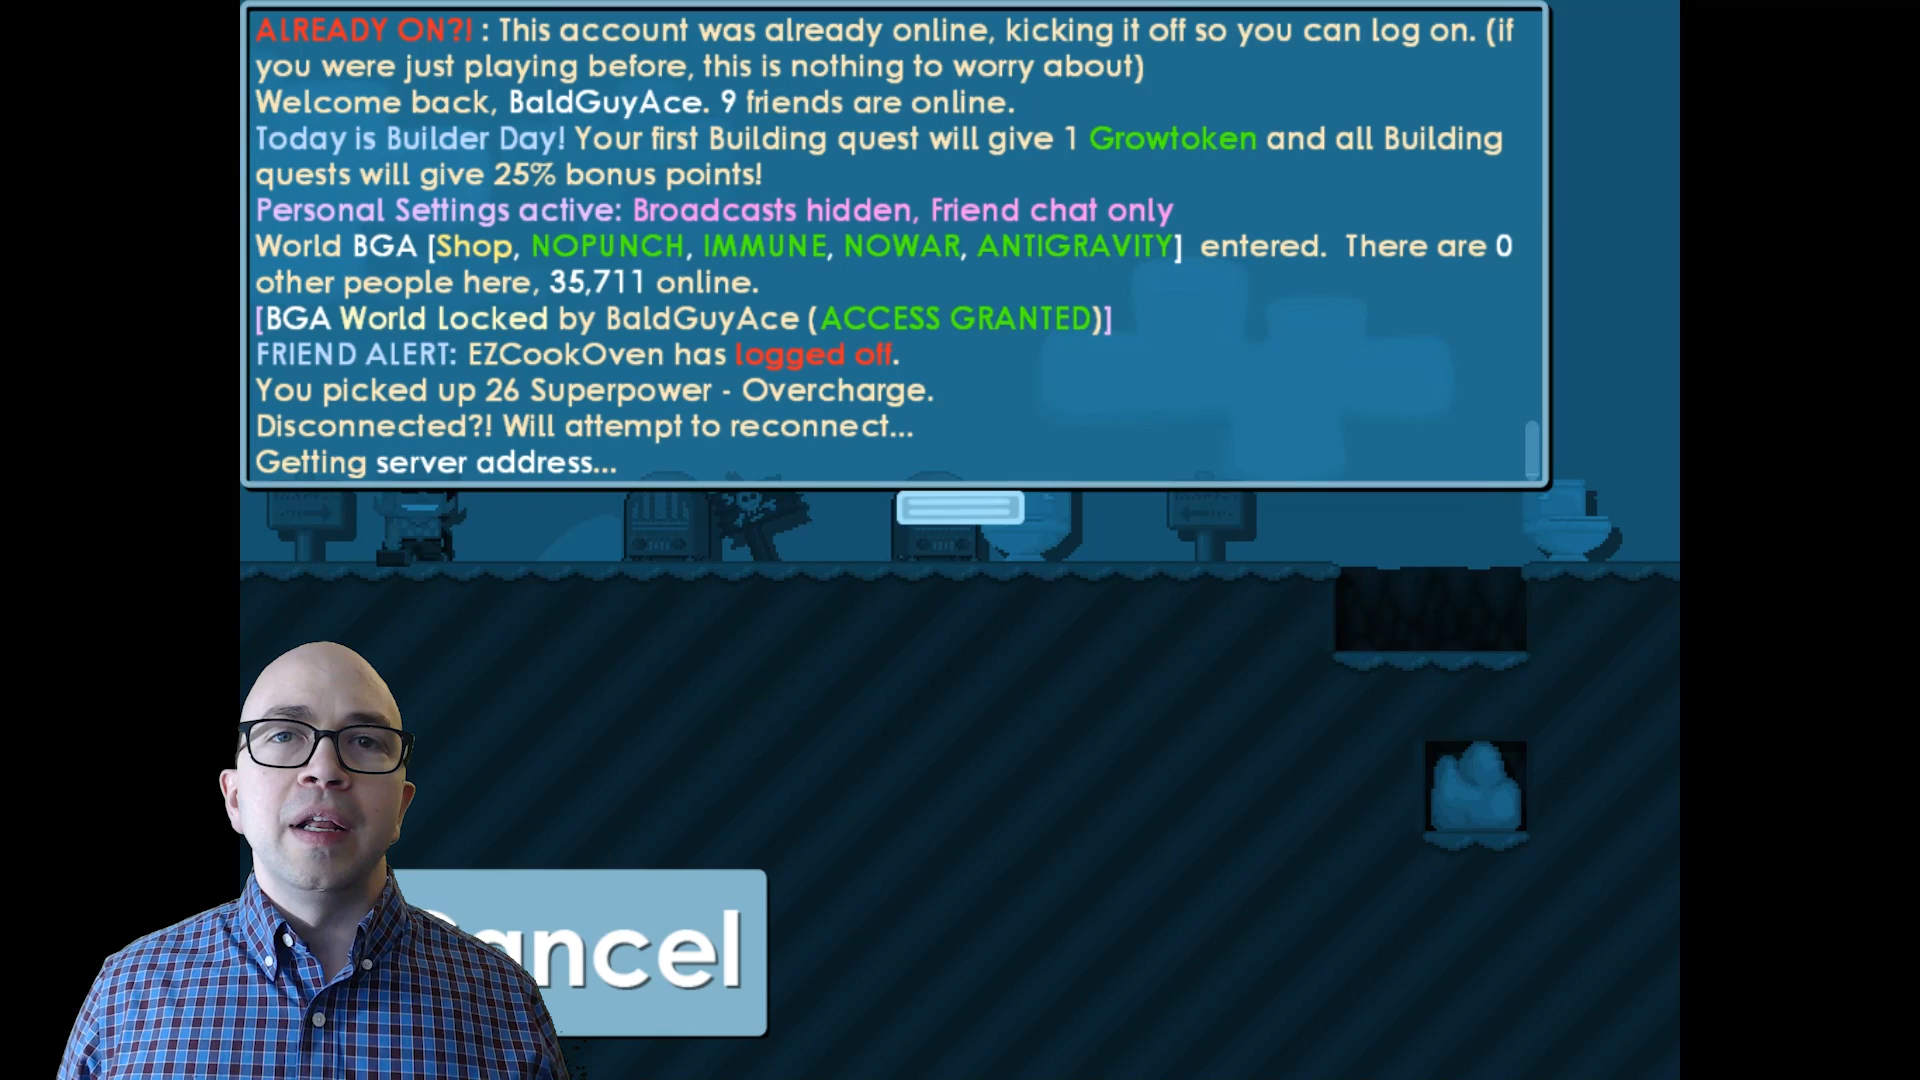 ALREADY ON?! : This account was already online, kicking it off so you can log on. (if
you were just playing before, this is nothing to worry about)
Welcome back, BaldGuyAce. 9 friends are online.
Today is Builder Day! Your first Building quest will give 1 Growtoken and all Building
quests will give 25% bonus points!
Personal Settings active: Broadcasts hidden, Friend chat only
World BGA [Shop, NOPUNCH, IMMUNE, NOWAR, ANTIGRAVITY] entered. There are 0
other people here, 35,711 online.
[BGA World Locked by BaldGuyAce (ACCESS GRANTED)]
FRIEND ALERT: EZCookOven has logged off.
You picked up 26 Superpower - Overcharge.
Disconnected?! Will attempt to reconnect...
Getting server address...
Cancel